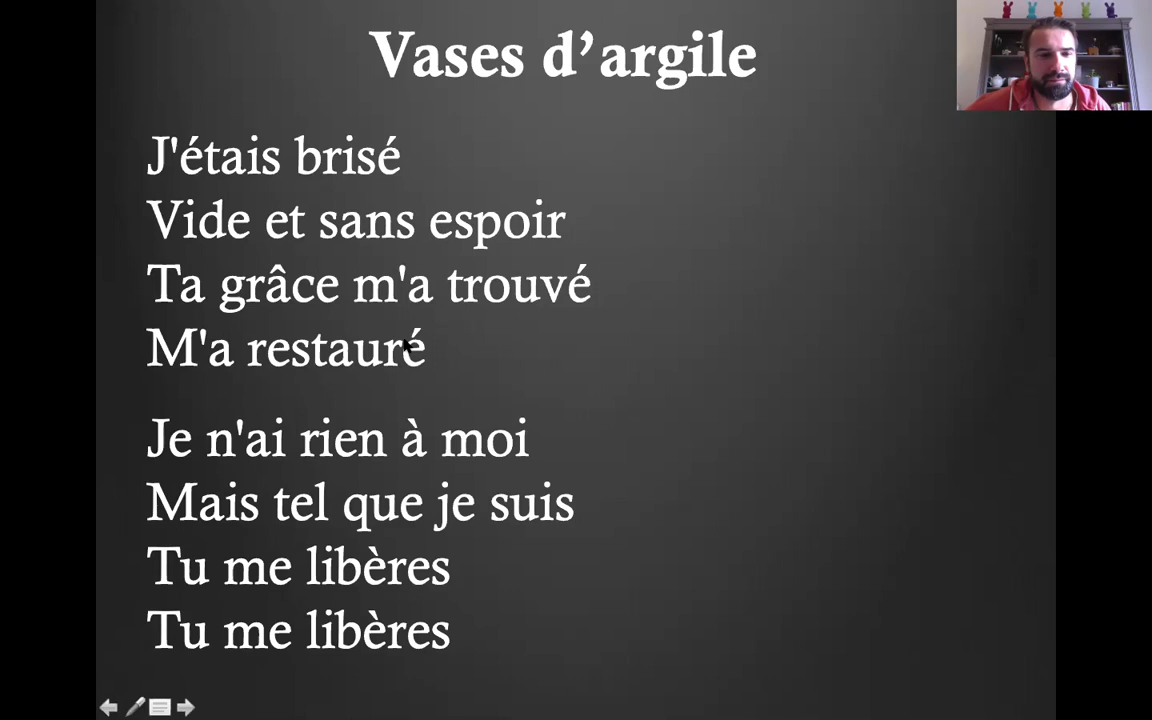 Vases d’argile
J'étais brisé
Vide et sans espoir
Ta grâce m'a trouvé
M'a restauré
Je n'ai rien à moi
Mais tel que je suis
Tu me libères
Tu me libères